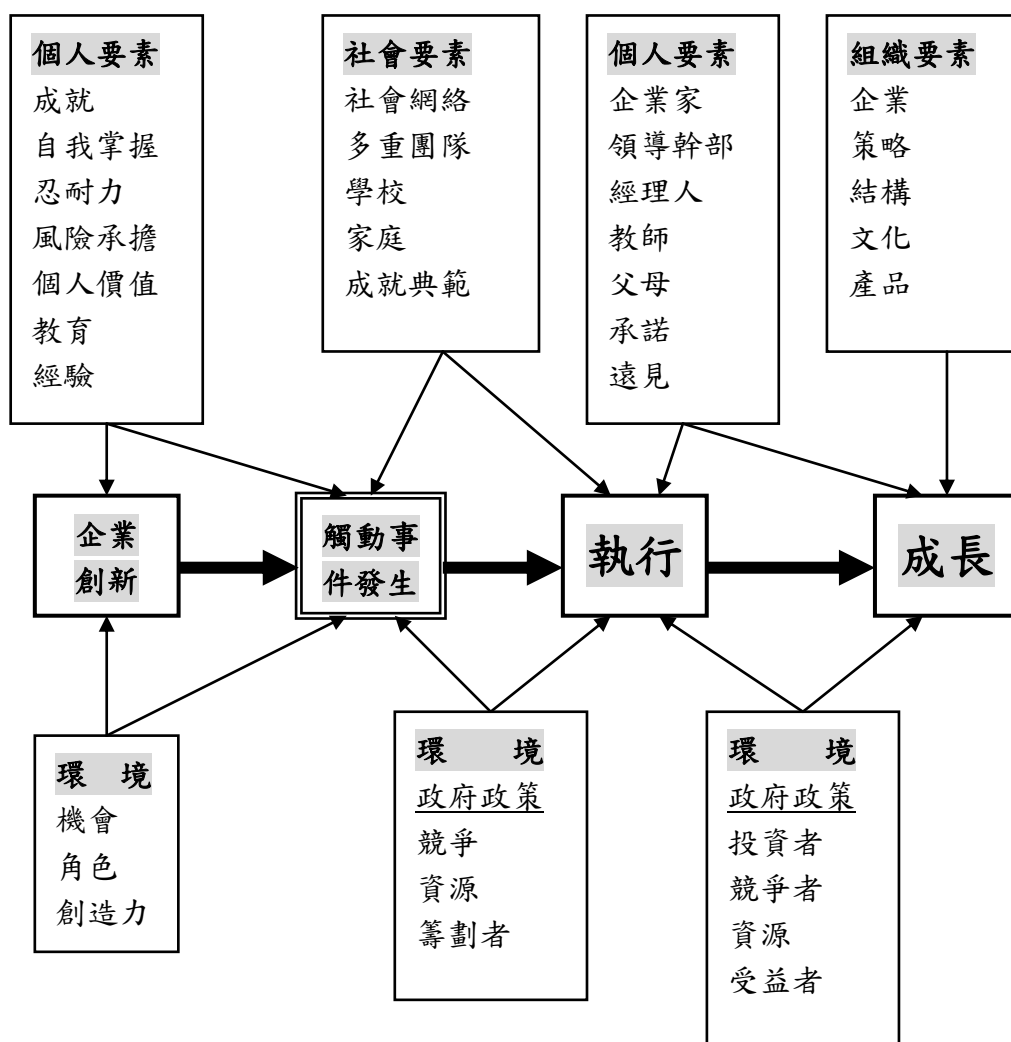 個人要素
成就
自我掌握
忍耐力
風險承擔
個人價值
教育
經驗
社會要素
社會網絡
多重團隊
學校
家庭
成就典範
個人要素
企業家
領導幹部
經理人
教師
父母
承諾
遠見
組織要素
企業
策略
結構
文化
產品
企業
創新
觸動事
件發生
執行
成長
環 境
機會
角色
創造力
環 境
政府政策
競爭
資源
籌劃者
環 境
政府政策
投資者
競爭者
資源
受益者